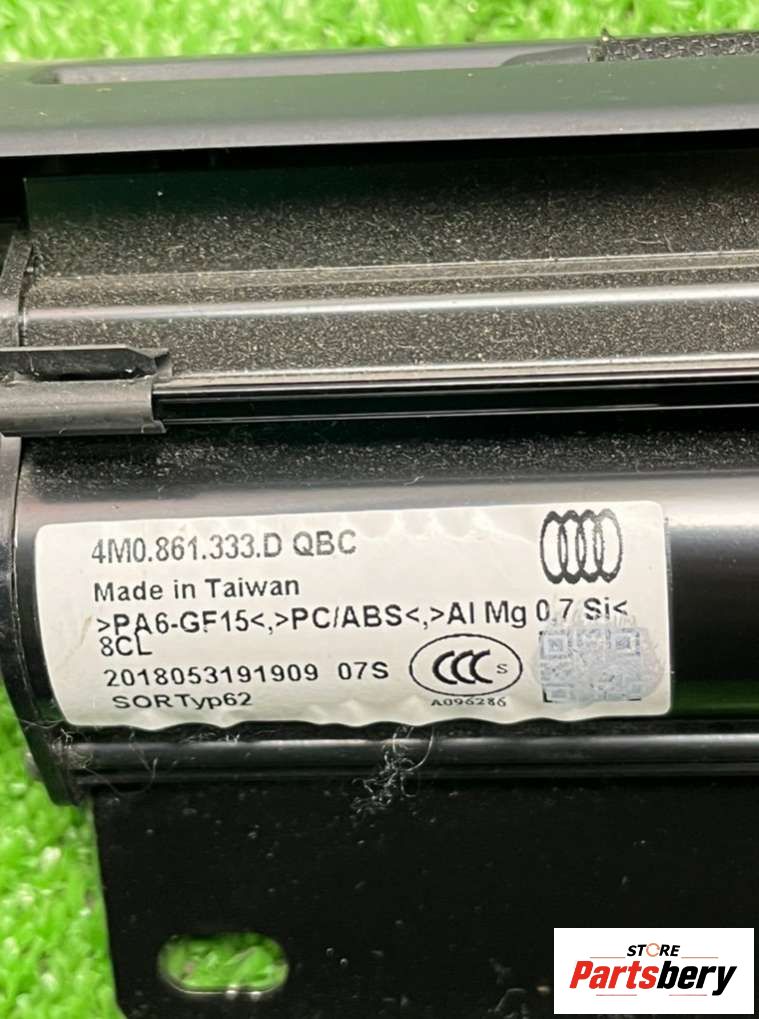 4M0.861.333.D QBC
Made in Taiwan
>PA6-GF15<,>PC/ABS<,>Al Mg 0,7 Si<
8CL
2018053191909 07S
SORTyp62
CCC S
A096286
STORE
Partsbery